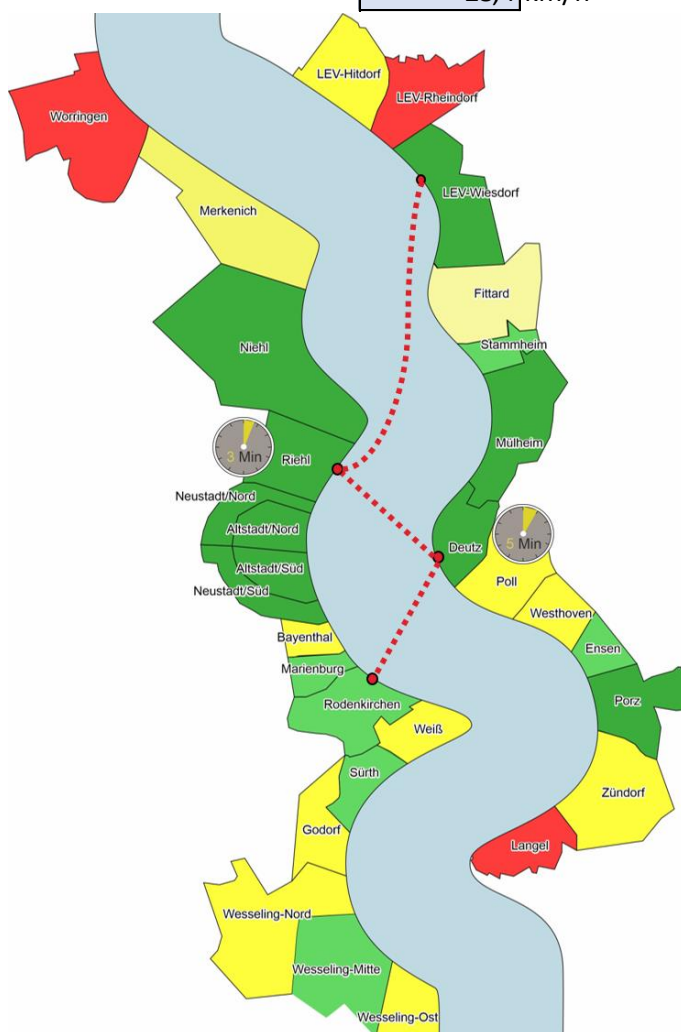 LEV-Hitdorf
LEV-Rheindorf
Worringen
LEV-Wiesdorf
Merkenich
Fittard
Stammheim
Niehl
Mülheim
3 Min
Riehl
Neustadt/Nord
Altstadt/Nord
Deutz
5 Min
Altstadt/Süd
Poll
Neustadt/Süd
Westhoven
Bayenthal
Ensen
Marienburg
Rodenkirchen
Porz
Weiß
Sürth
Zündorf
Godorf
Langel
Wesseling-Nord
Wesseling-Mitte
Wesseling-Ost